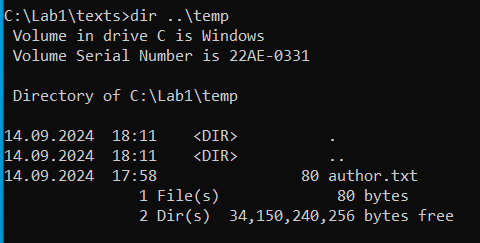 C:\Lab1\texts>dir ..\temp
Volume in drive C is Windows
Volume Serial Number is 22AE-0331
Directory of C:\Lab1\temp
14.09.2024  18:11    <DIR>          .
14.09.2024  18:11    <DIR>          ..
14.09.2024  17:58                80 author.txt
1 File(s)             80 bytes
2 Dir(s)  34,150,240,256 bytes free